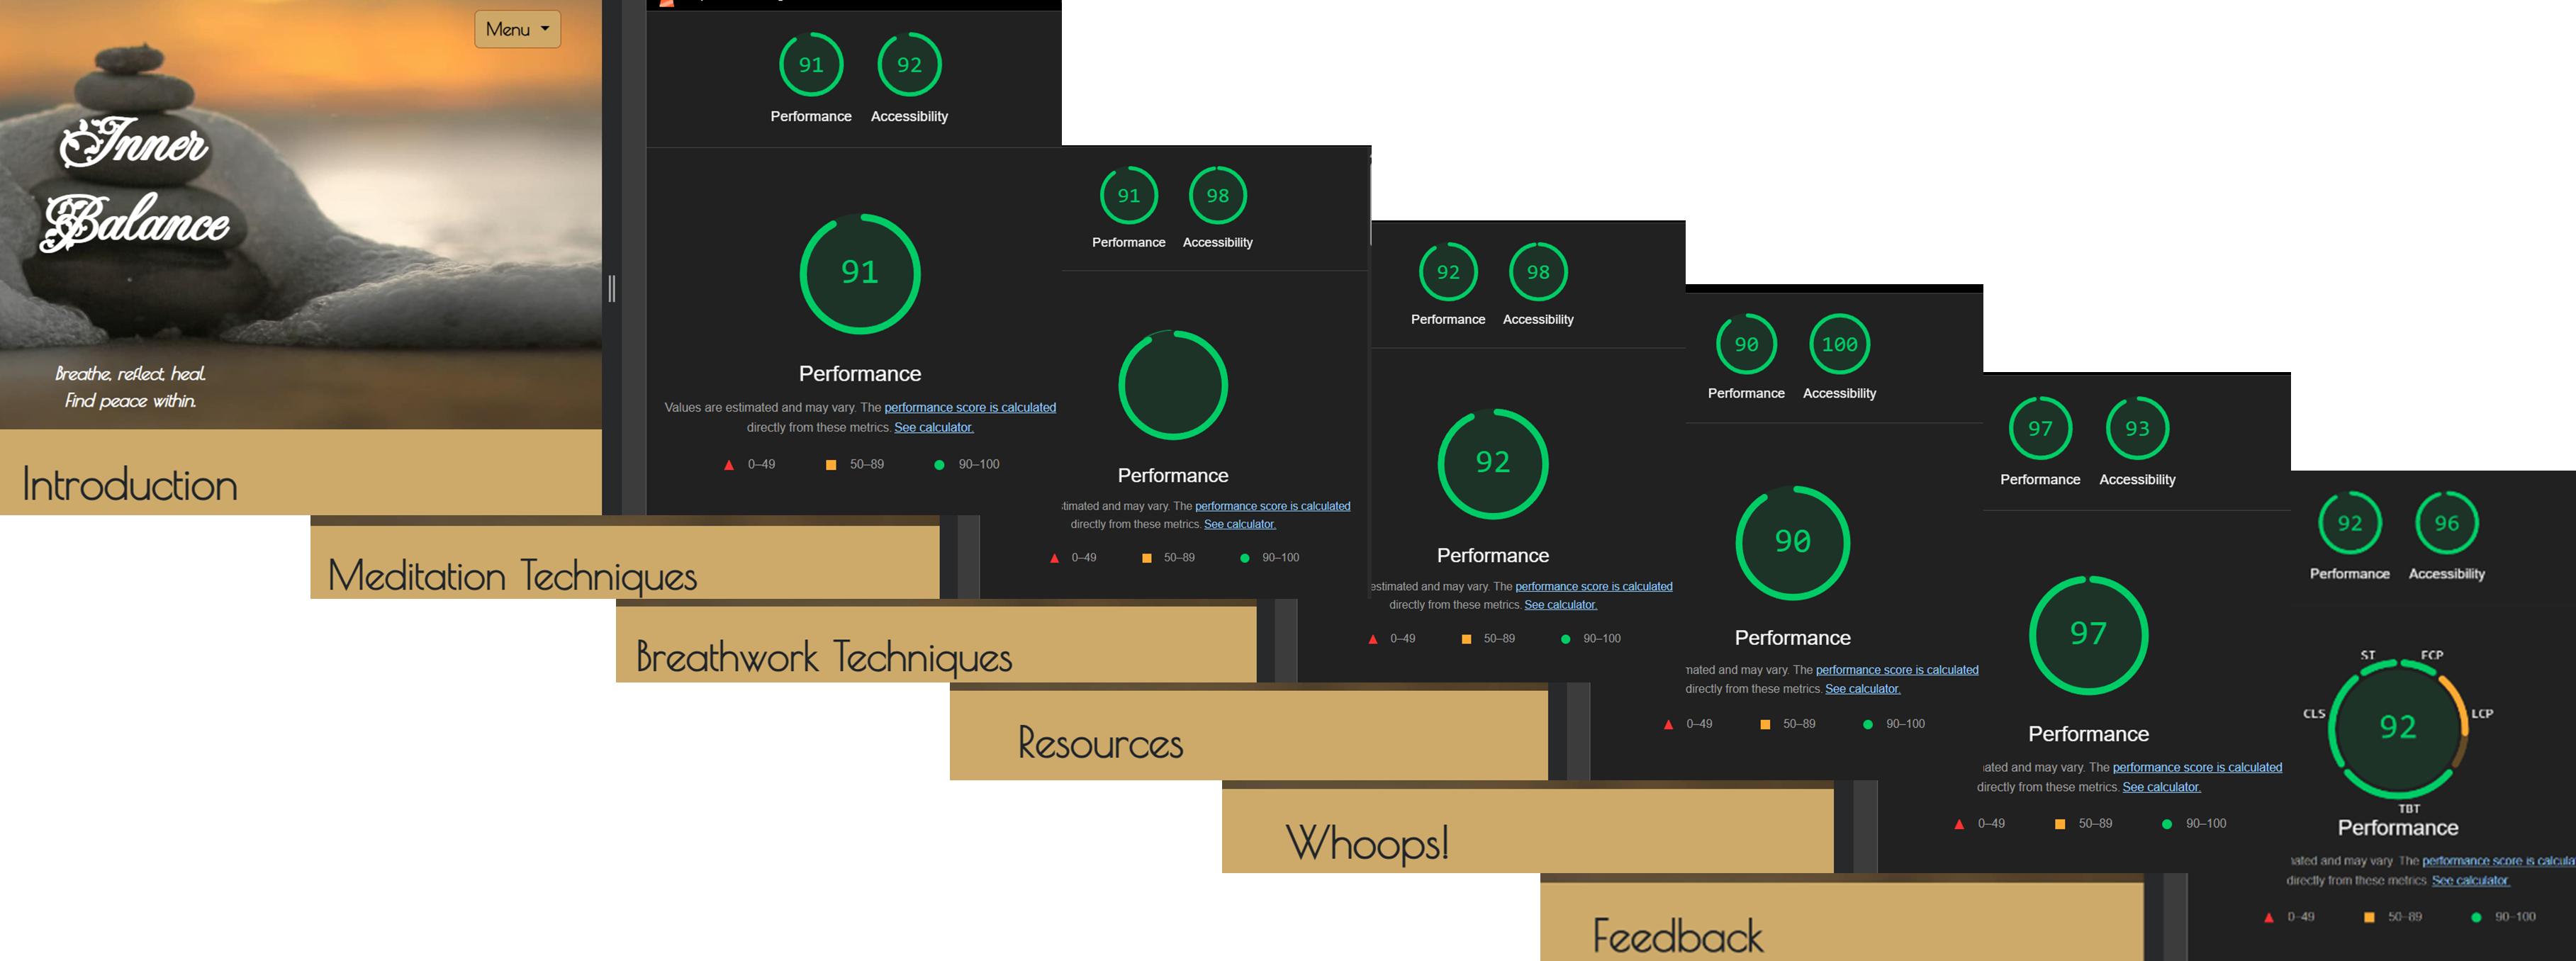 Menu
Inner
Balance
Breathe, reflect, heal.
Find peace within.
Introduction
91
92
Performance
Accessibility
91
Performance
Values are estimated and may vary. The performance score is calculated
directly from these metrics. See calculator.
0–49
50–89
90–100
Meditation Techniques
91
98
Performance
Accessibility
Performance
and may vary. The performance score is calculated
directly from these metrics. See calculator.
0–49
50–89
90–100
Breathwork Techniques
92
98
Performance
Accessibility
92
Performance
estimated and may vary. The performance score is calculated
directly from these metrics. See calculator.
0–49
50–89
90–100
Resources
90
100
Performance
Accessibility
90
Performance
and may vary. The performance score is calculated
directly from these metrics. See calculator.
0–49
50–89
90–100
Whoops!
97
93
Performance
Accessibility
97
Performance
and may vary. The performance score is calculated
directly from these metrics. See calculator.
0–49
50–89
90–100
Feedback
92
96
Performance
Accessibility
ST
FCP
CLS
92
LCP
TBT
Performance
and may vary. The performance score is
directly from these metrics. See calculator.
0–49
50–89
90–100